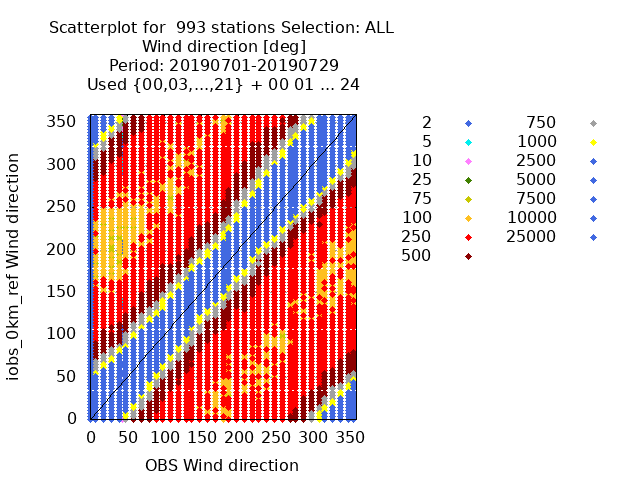 Scatterplot for  993 stations Selection: ALL
Wind direction [deg]
Period: 20190701-20190729
Used {00,03,...,21} + 00 01 ... 24
iobs_0km_ref Wind direction
350
300
250
200
150
100
50
0
0 50 100 150 200 250 300 350
OBS Wind direction
2 750
5 1000
10 2500
25 5000
75 7500
100 10000
250 25000
500